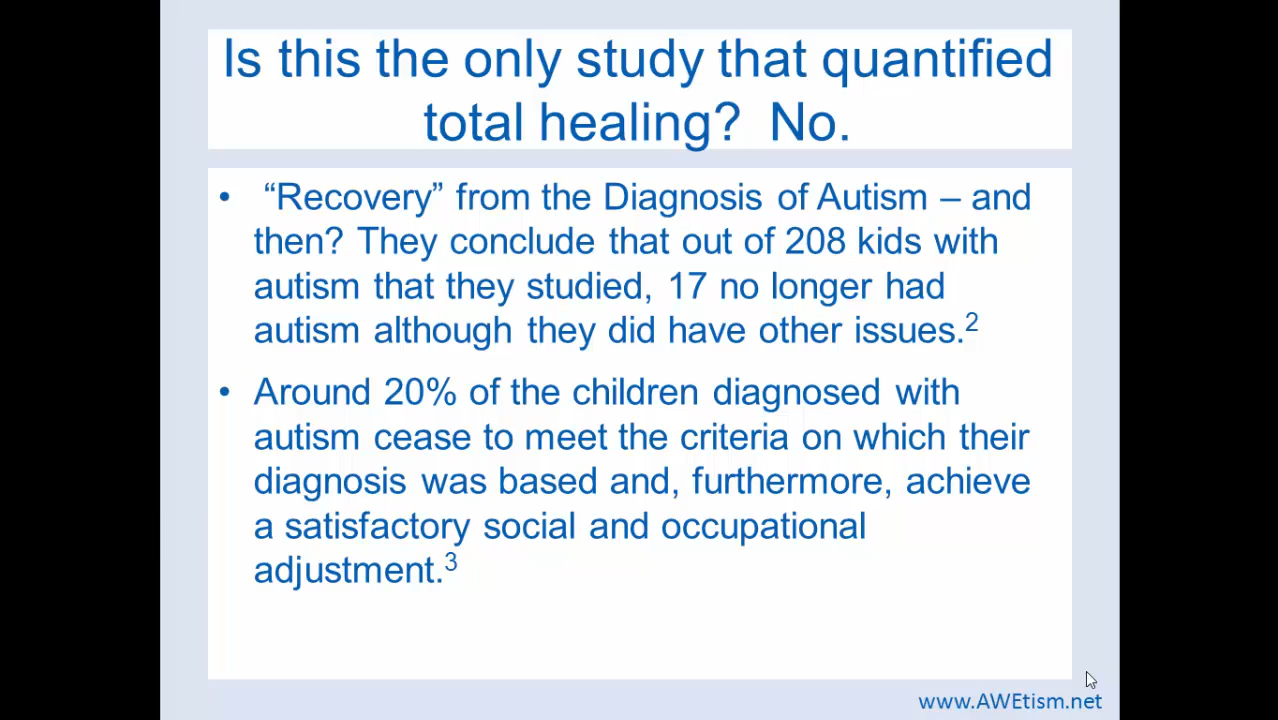 Is this the only study that quantified
total healing?  No.
• “Recovery” from the Diagnosis of Autism – and
then? They conclude that out of 208 kids with
autism that they studied, 17 no longer had
autism although they did have other issues.2
• Around 20% of the children diagnosed with
autism cease to meet the criteria on which their
diagnosis was based and, furthermore, achieve
a satisfactory social and occupational
adjustment.3
www.AWEtism.net